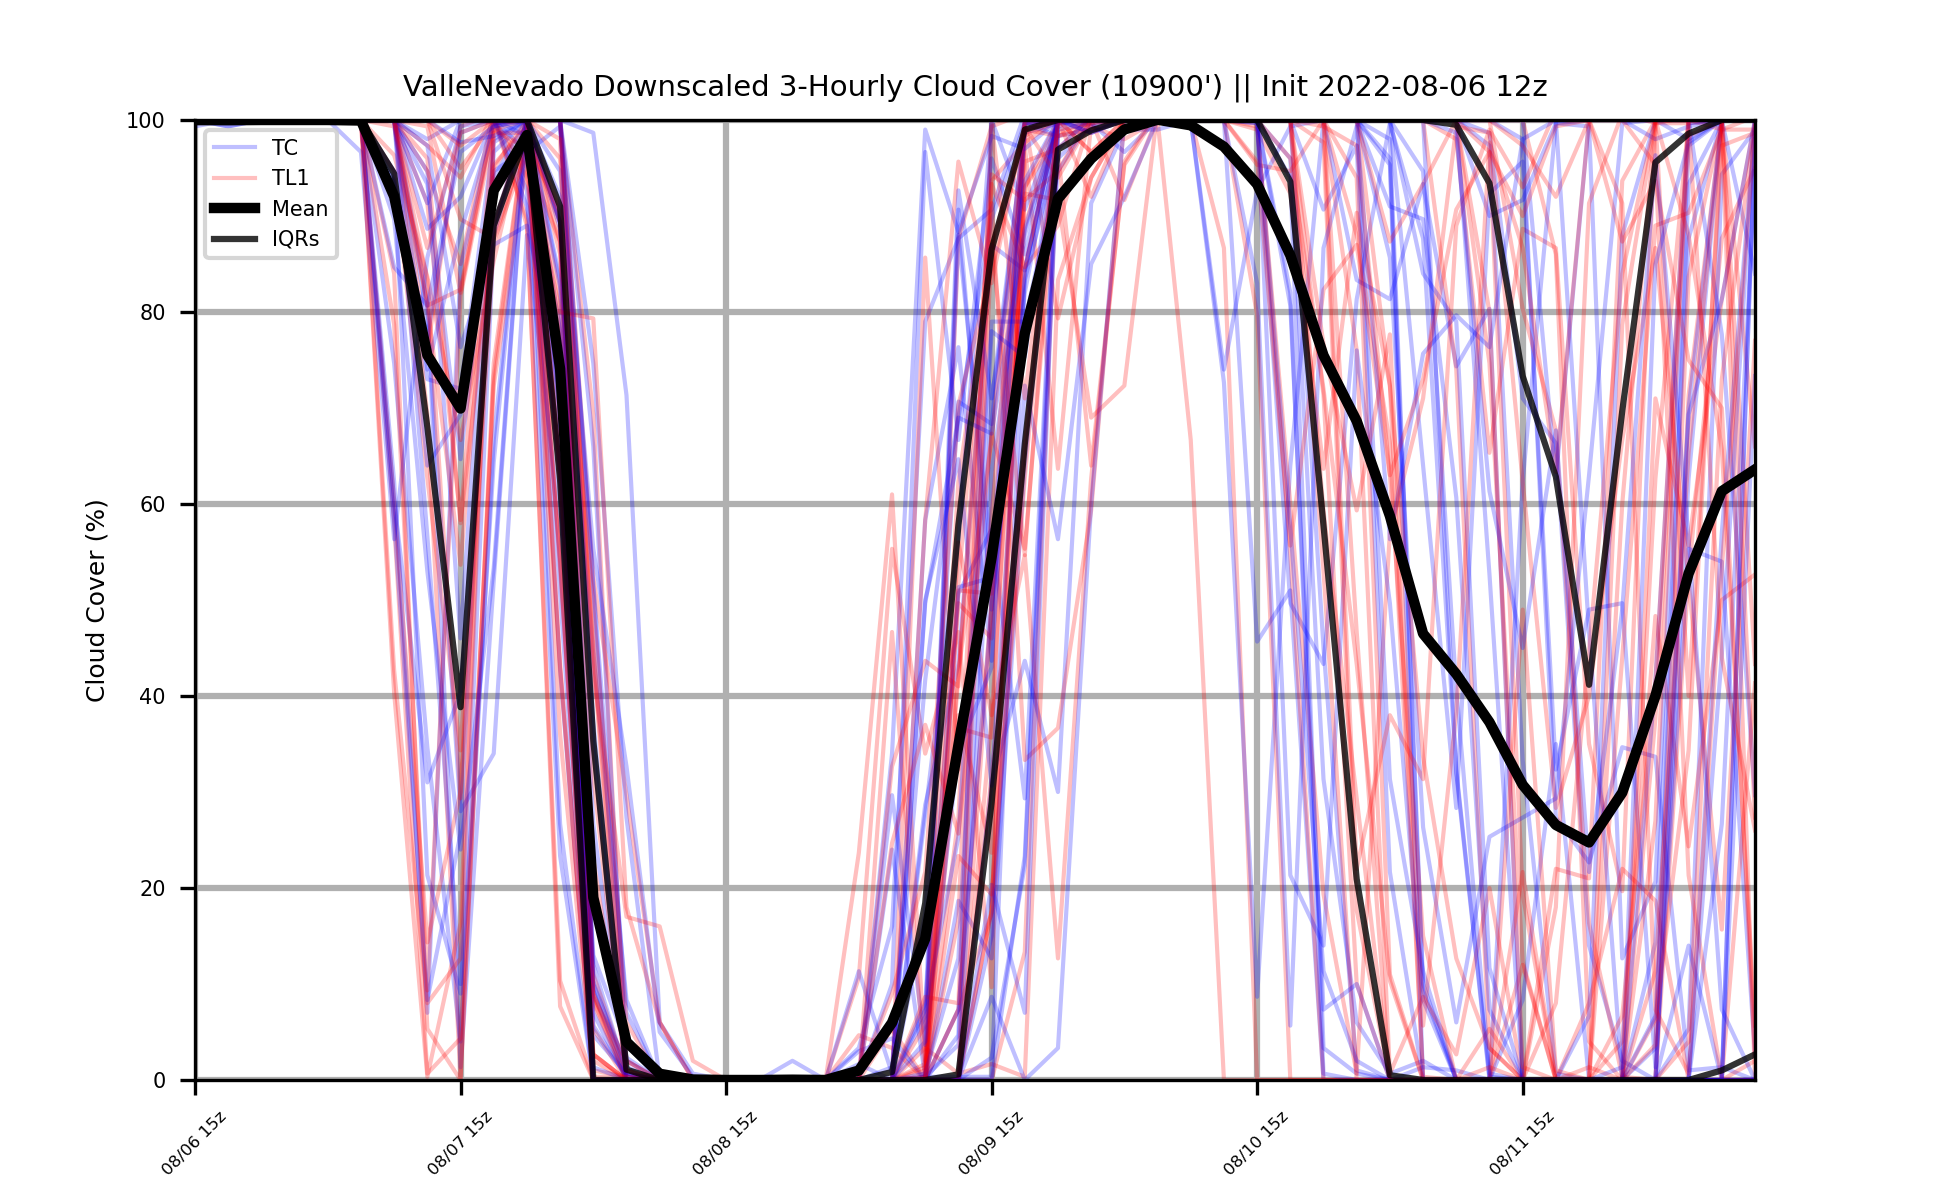 ValleNevado Downscaled 3-Hourly Cloud Cover (10900') || Init 2022-08-06 12z
TC
TL1
Mean
IQRs
Cloud Cover (%)
100
80
60
40
20
0
08/06 15z
08/07 15z
08/08 15z
08/09 15z
08/10 15z
08/11 15z